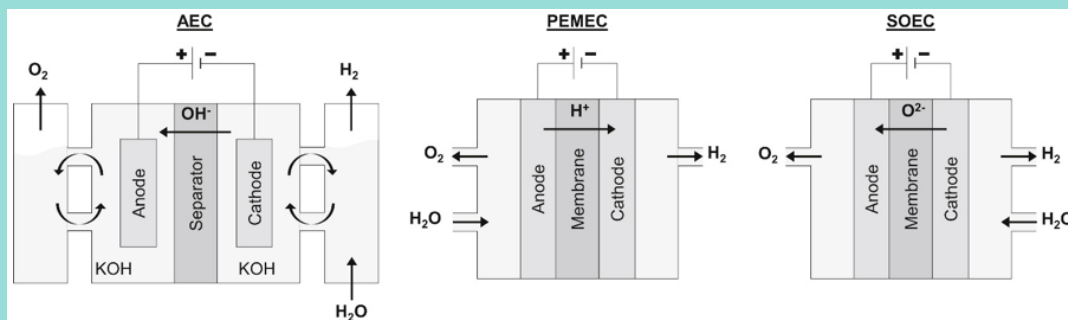 AEC
+ −
O₂
H₂
OH⁻
Anode
Separator
Cathode
KOH
KOH
H₂O
PEMEC
+ −
H⁺
O₂
H₂
H₂O
Anode
Membrane
Cathode
SOEC
+ −
O²⁻
O₂
H₂
H₂O
Anode
Membrane
Cathode